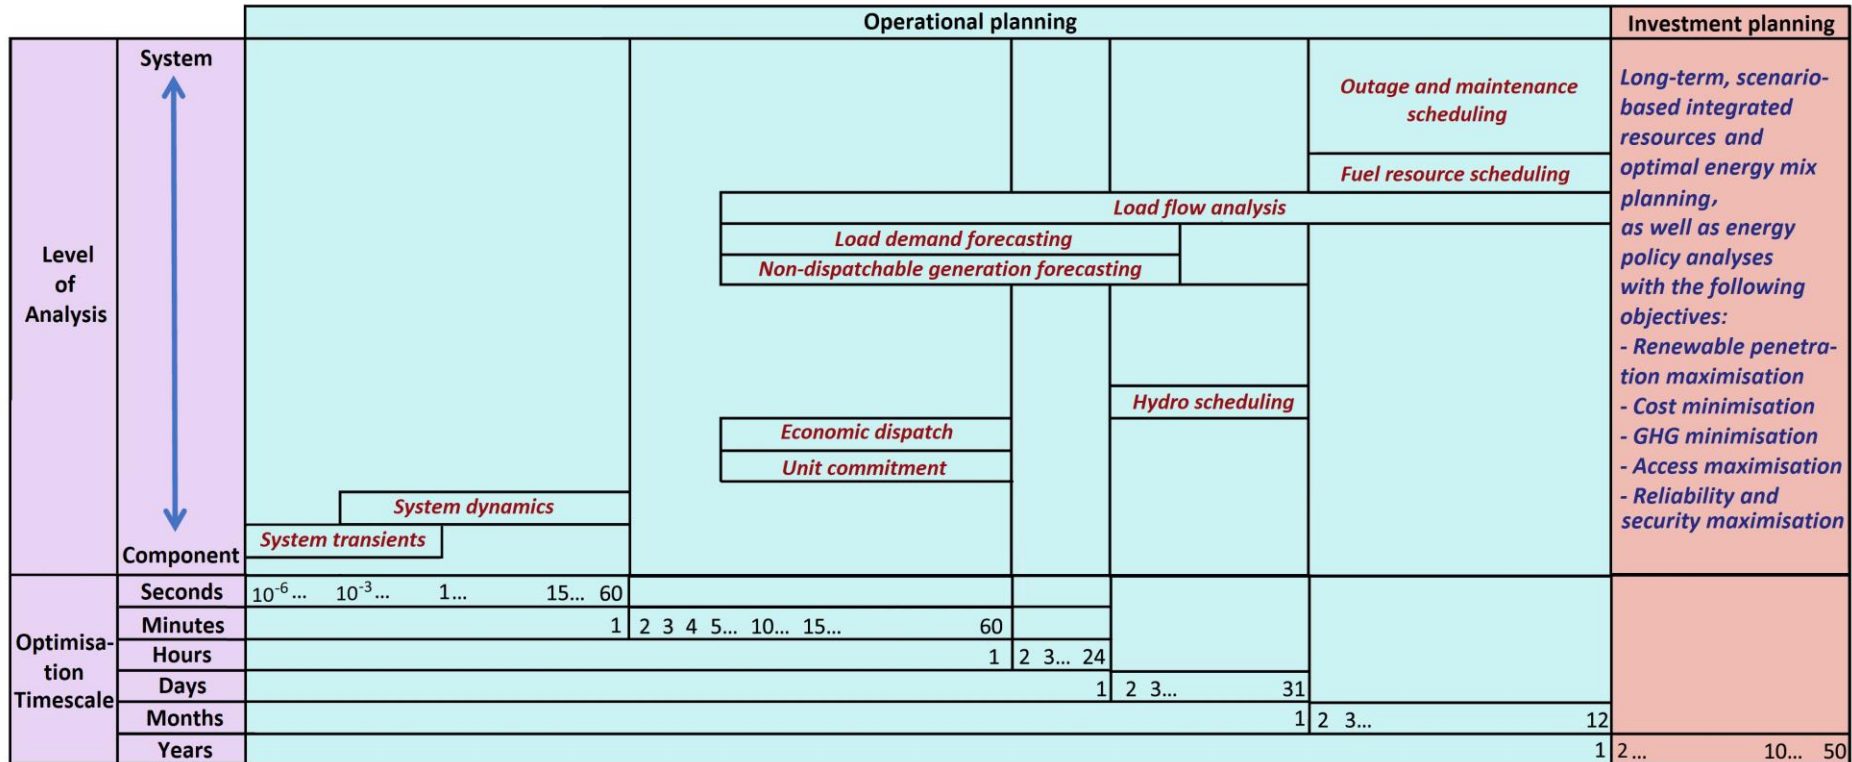 Operational planning
Investment planning
Level
of
Analysis
System
Component
Outage and maintenance
scheduling
Fuel resource scheduling
Load flow analysis
Load demand forecasting
Non-dispatchable generation forecasting
Hydro scheduling
Economic dispatch
Unit commitment
System dynamics
System transients
Long-term, scenario-
based integrated
resources and
optimal energy mix
planning,
as well as energy
policy analyses
with the following
objectives:
- Renewable penetra-
tion maximisation
- Cost minimisation
- GHG minimisation
- Access maximisation
- Reliability and
security maximisation
Optimisa-
tion
Timescale
Seconds 10⁻⁶... 10⁻³... 1... 15... 60
Minutes 1 2 3 4 5... 10... 15... 60
Hours 1 2 3... 24
Days 1 2 3... 31
Months 1 2 3... 12
Years 1 2... 10... 50